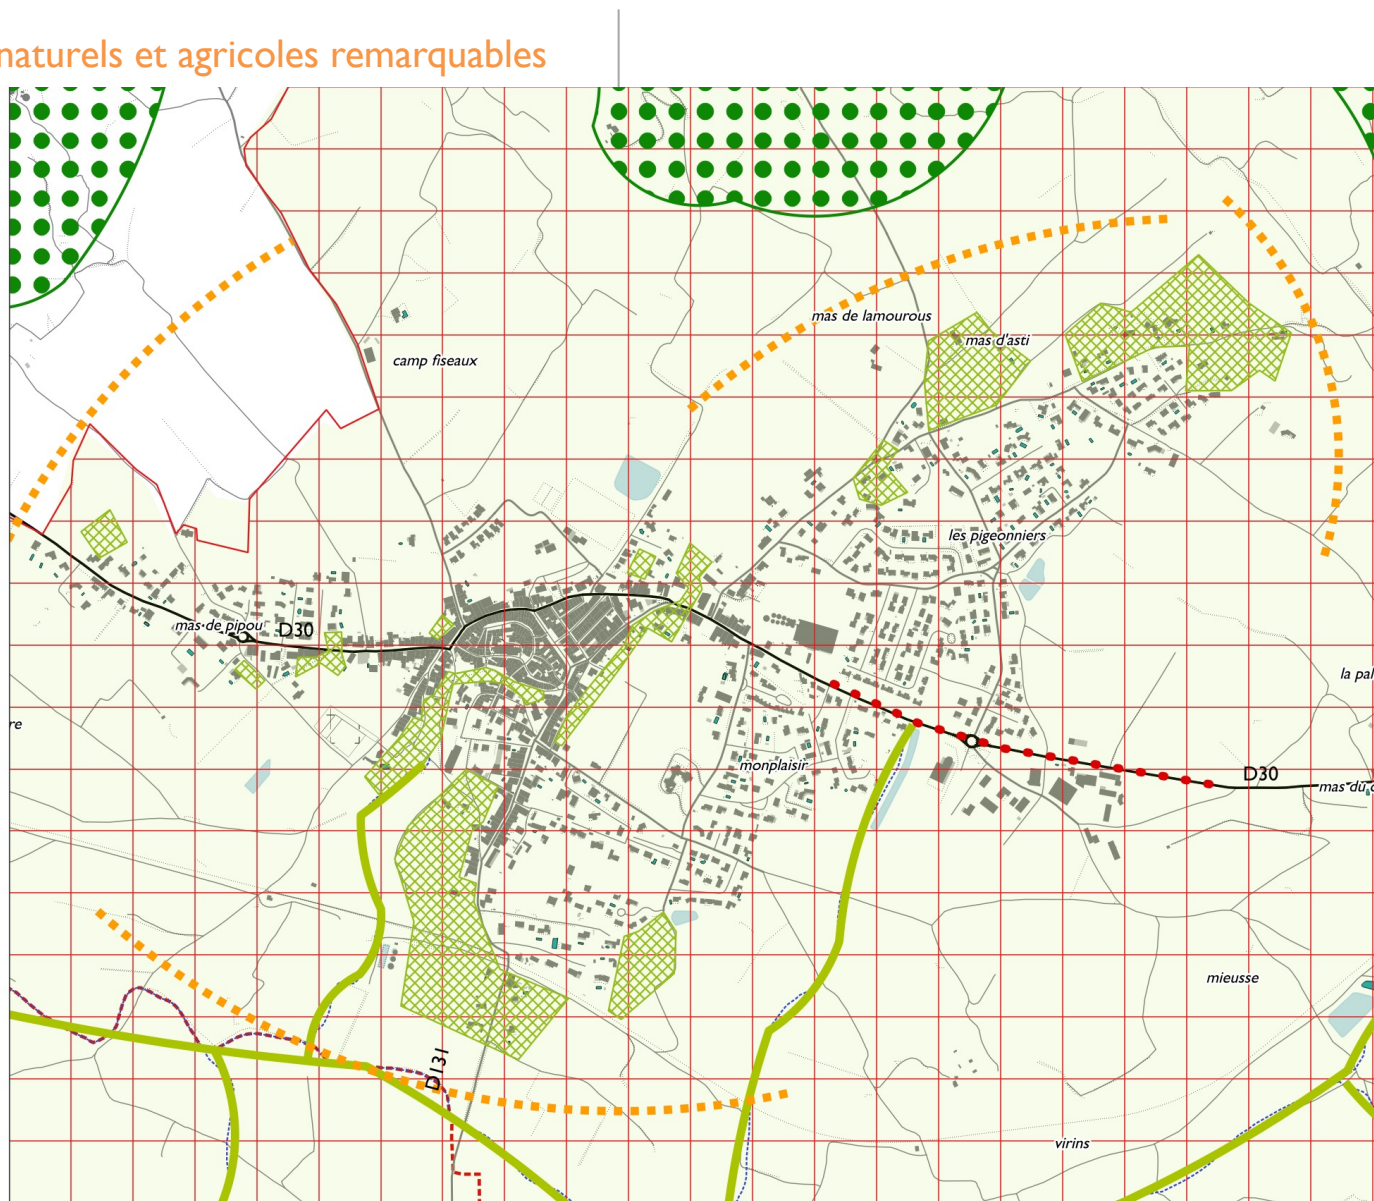 naturels et agricoles remarquables
mas de lamourous
mas d'asti
camp fiseaux
les pigeonniers
mas de pipou
D30
la pal
re
monplaisir
D30
mas du c
mieusse
D131
virins